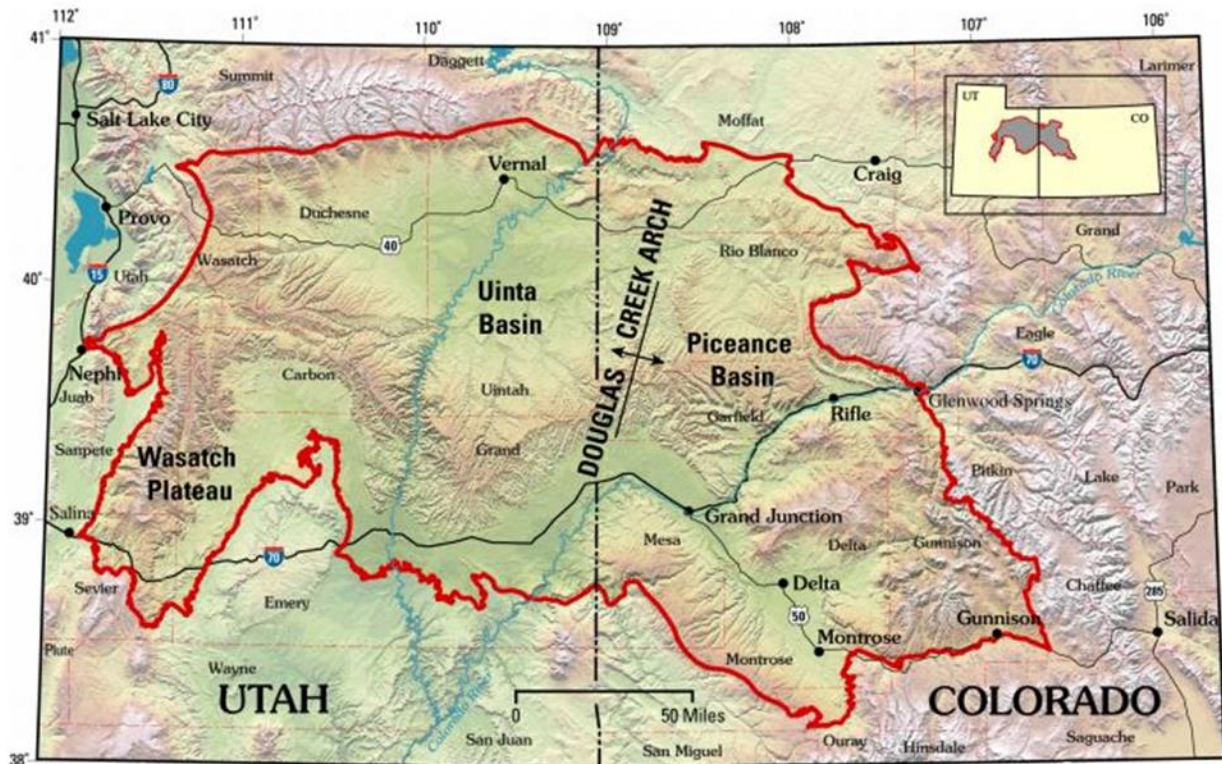 112
111
110
109
108
107
106
41
Daggett
Summit
Larimer
80
UT
CO
Salt Lake City
Moffat
Vernal
Craig
Provo
Duchesne
40
Rio Blanco
Grand
Wasatch
Utah
15
40
Uinta
Basin
DOUGLAS CREEK ARCH
Colorado River
Eagle
70
Piceance
Basin
Nephi
Juab
Carbon
Uintah
Garfield
Rifle
Glenwood Springs
Sanpete
Grand
Wasatch
Plateau
Pitkin
Lake
Park
Salina
39
Grand Junction
Mesa
Delta
Gunnison
70
Sevier
Emery
Delta
Chaffee
285
50
Gunnison
Salida
Montrose
Plute
Wayne
Montrose
UTAH
COLORADO
0
50 Miles
Colorado River
San Juan
San Miguel
Ouray
Hinsdale
Saguache
38